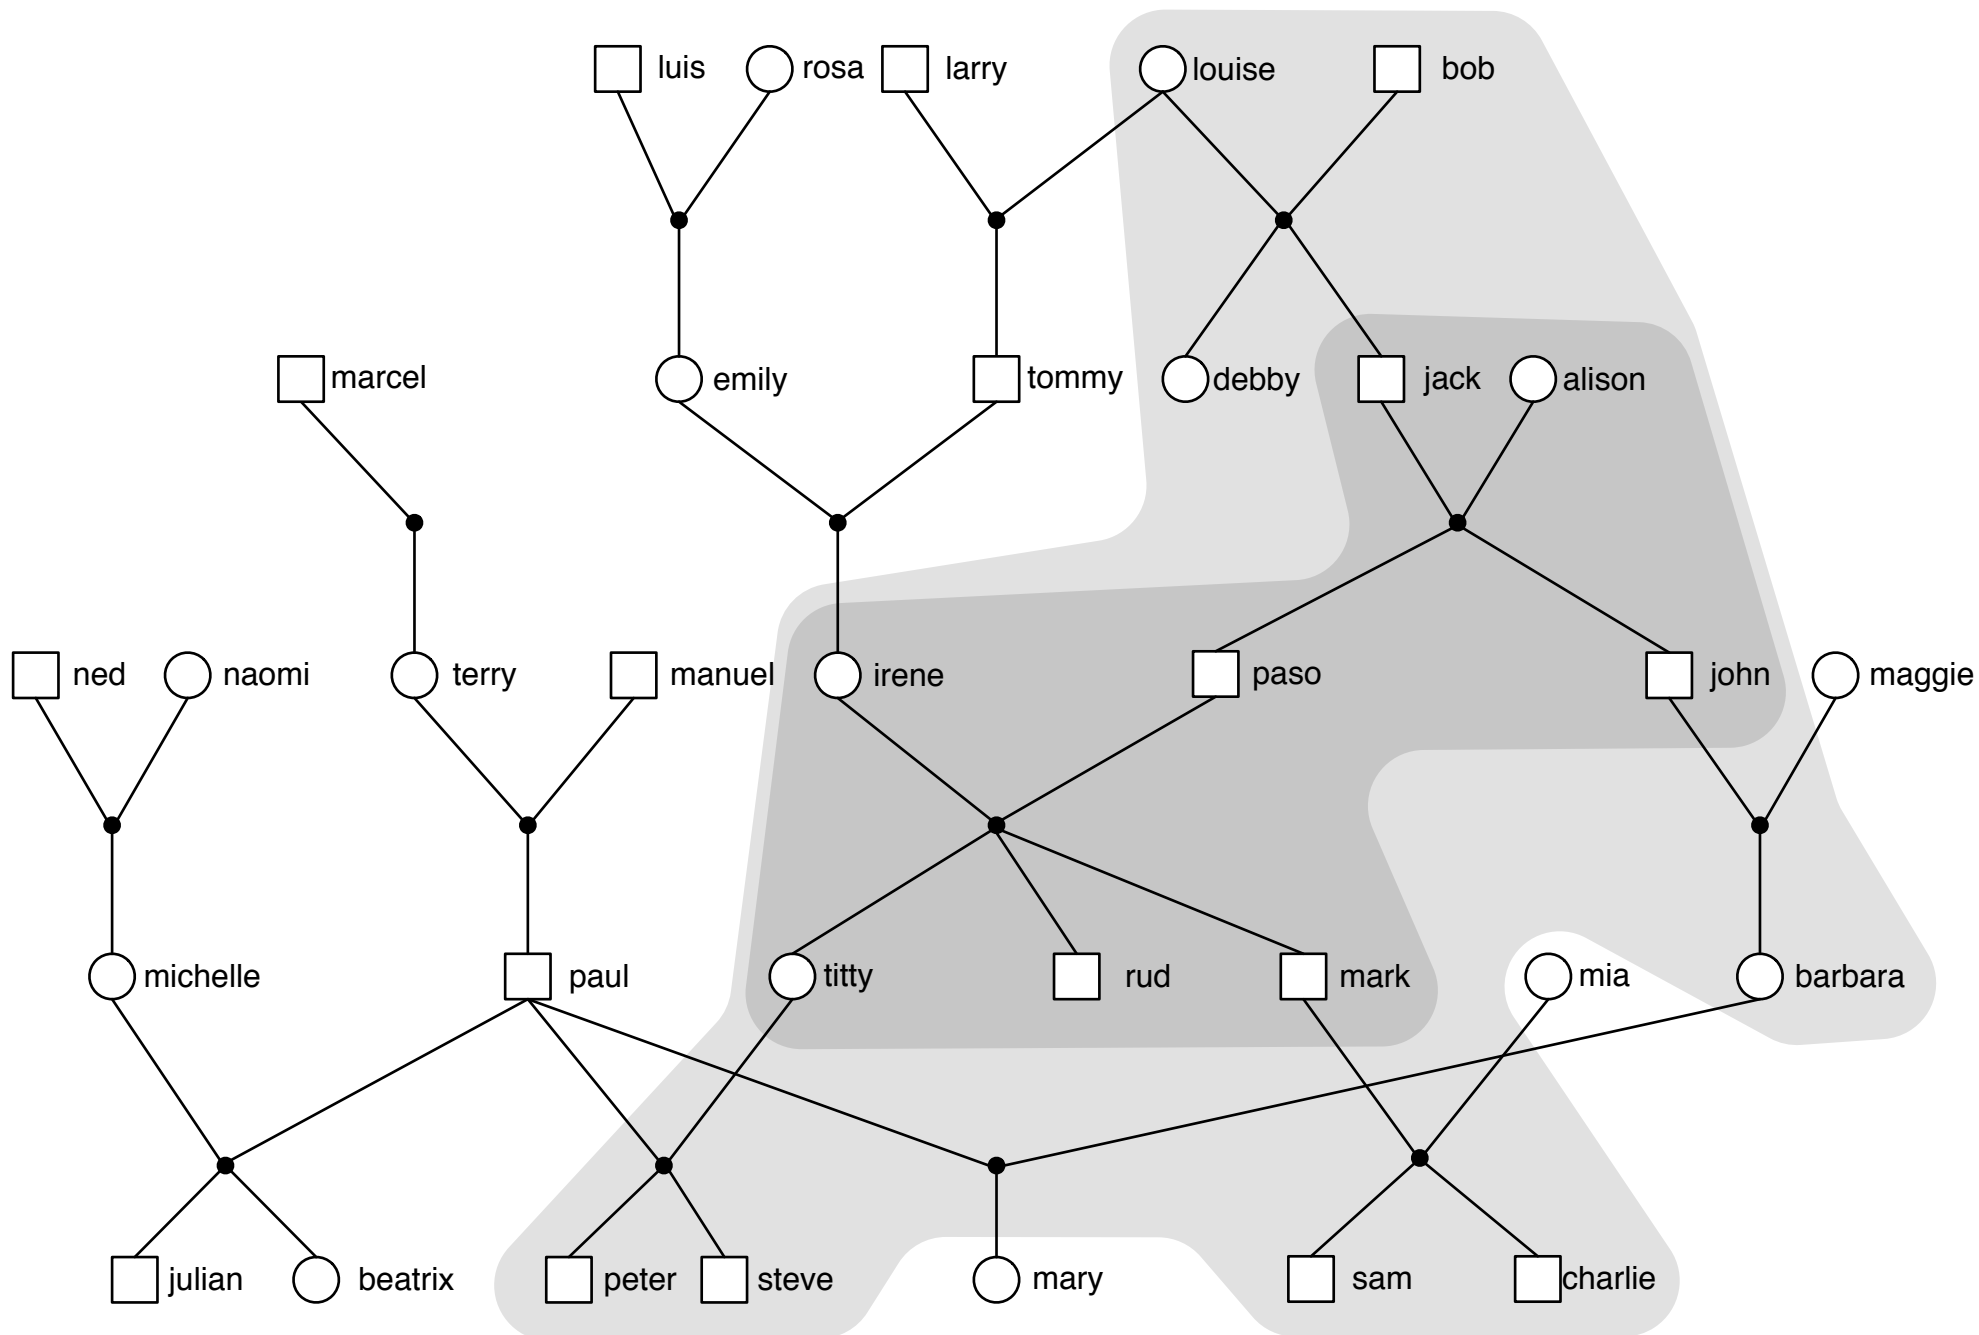 luis rosa larry louise bob
marcel emily tommy debby jack alison
ned naomi terry manuel irene paso john maggie
michelle paul titty rud mark mia barbara
julian beatrix peter steve mary sam charlie